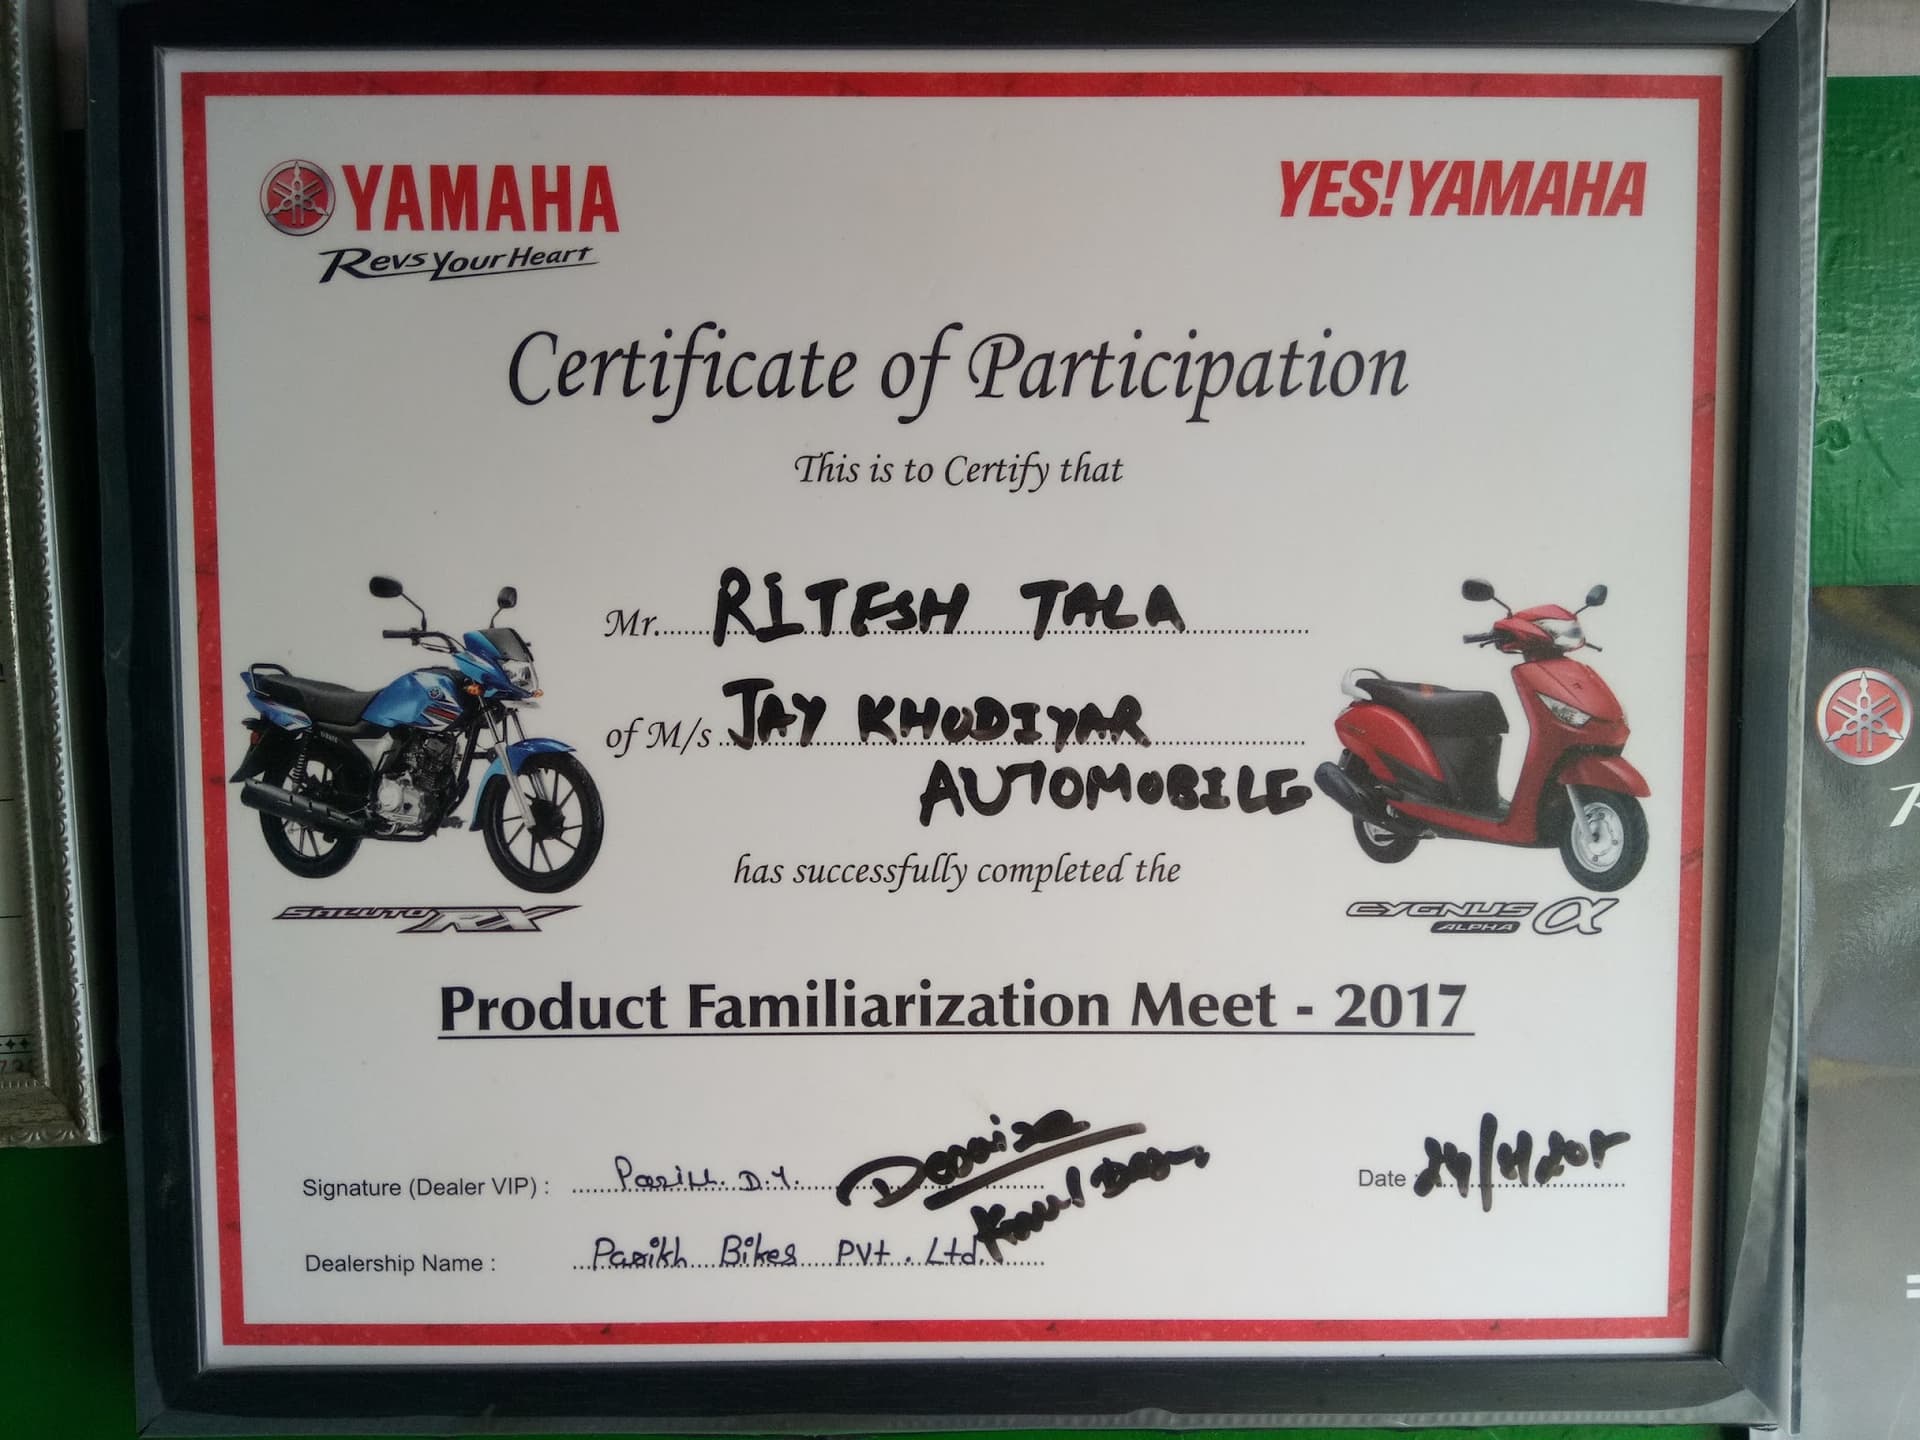 YAMAHA
Revs Your Heart
YES! YAMAHA
Certificate of Participation
This is to Certify that
Mr. RITESH TALA
of M/s JAY KHODIYAR
AUTOMOBILE
has successfully completed the
SALUTO RX
CYGNUS α
ALPHA
Product Familiarization Meet - 2017
Signature (Dealer VIP) :
Date :
Dealership Name : Parikh Bikes Pvt. Ltd.